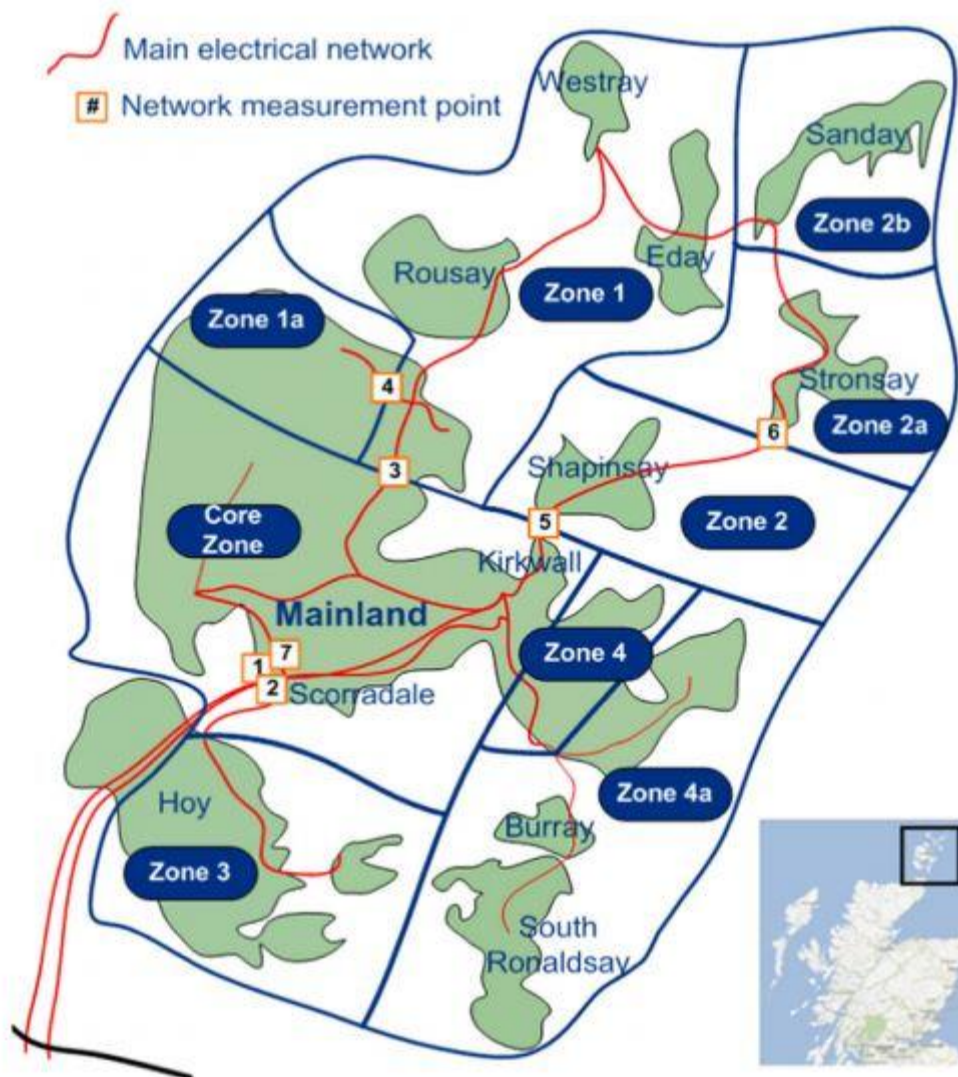 Main electrical network
# Network measurement point
Westray
Sanday
Zone 2b
Rousay
Eday
Zone 1
Zone 1a
4
Stronsay
Zone 2a
6
3
Shapinsay
5
Zone 2
Core
Zone
Kirkwall
Mainland
Zone 4
7
1
2
Scorradale
Hoy
Zone 4a
Burray
Zone 3
South
Ronaldsay